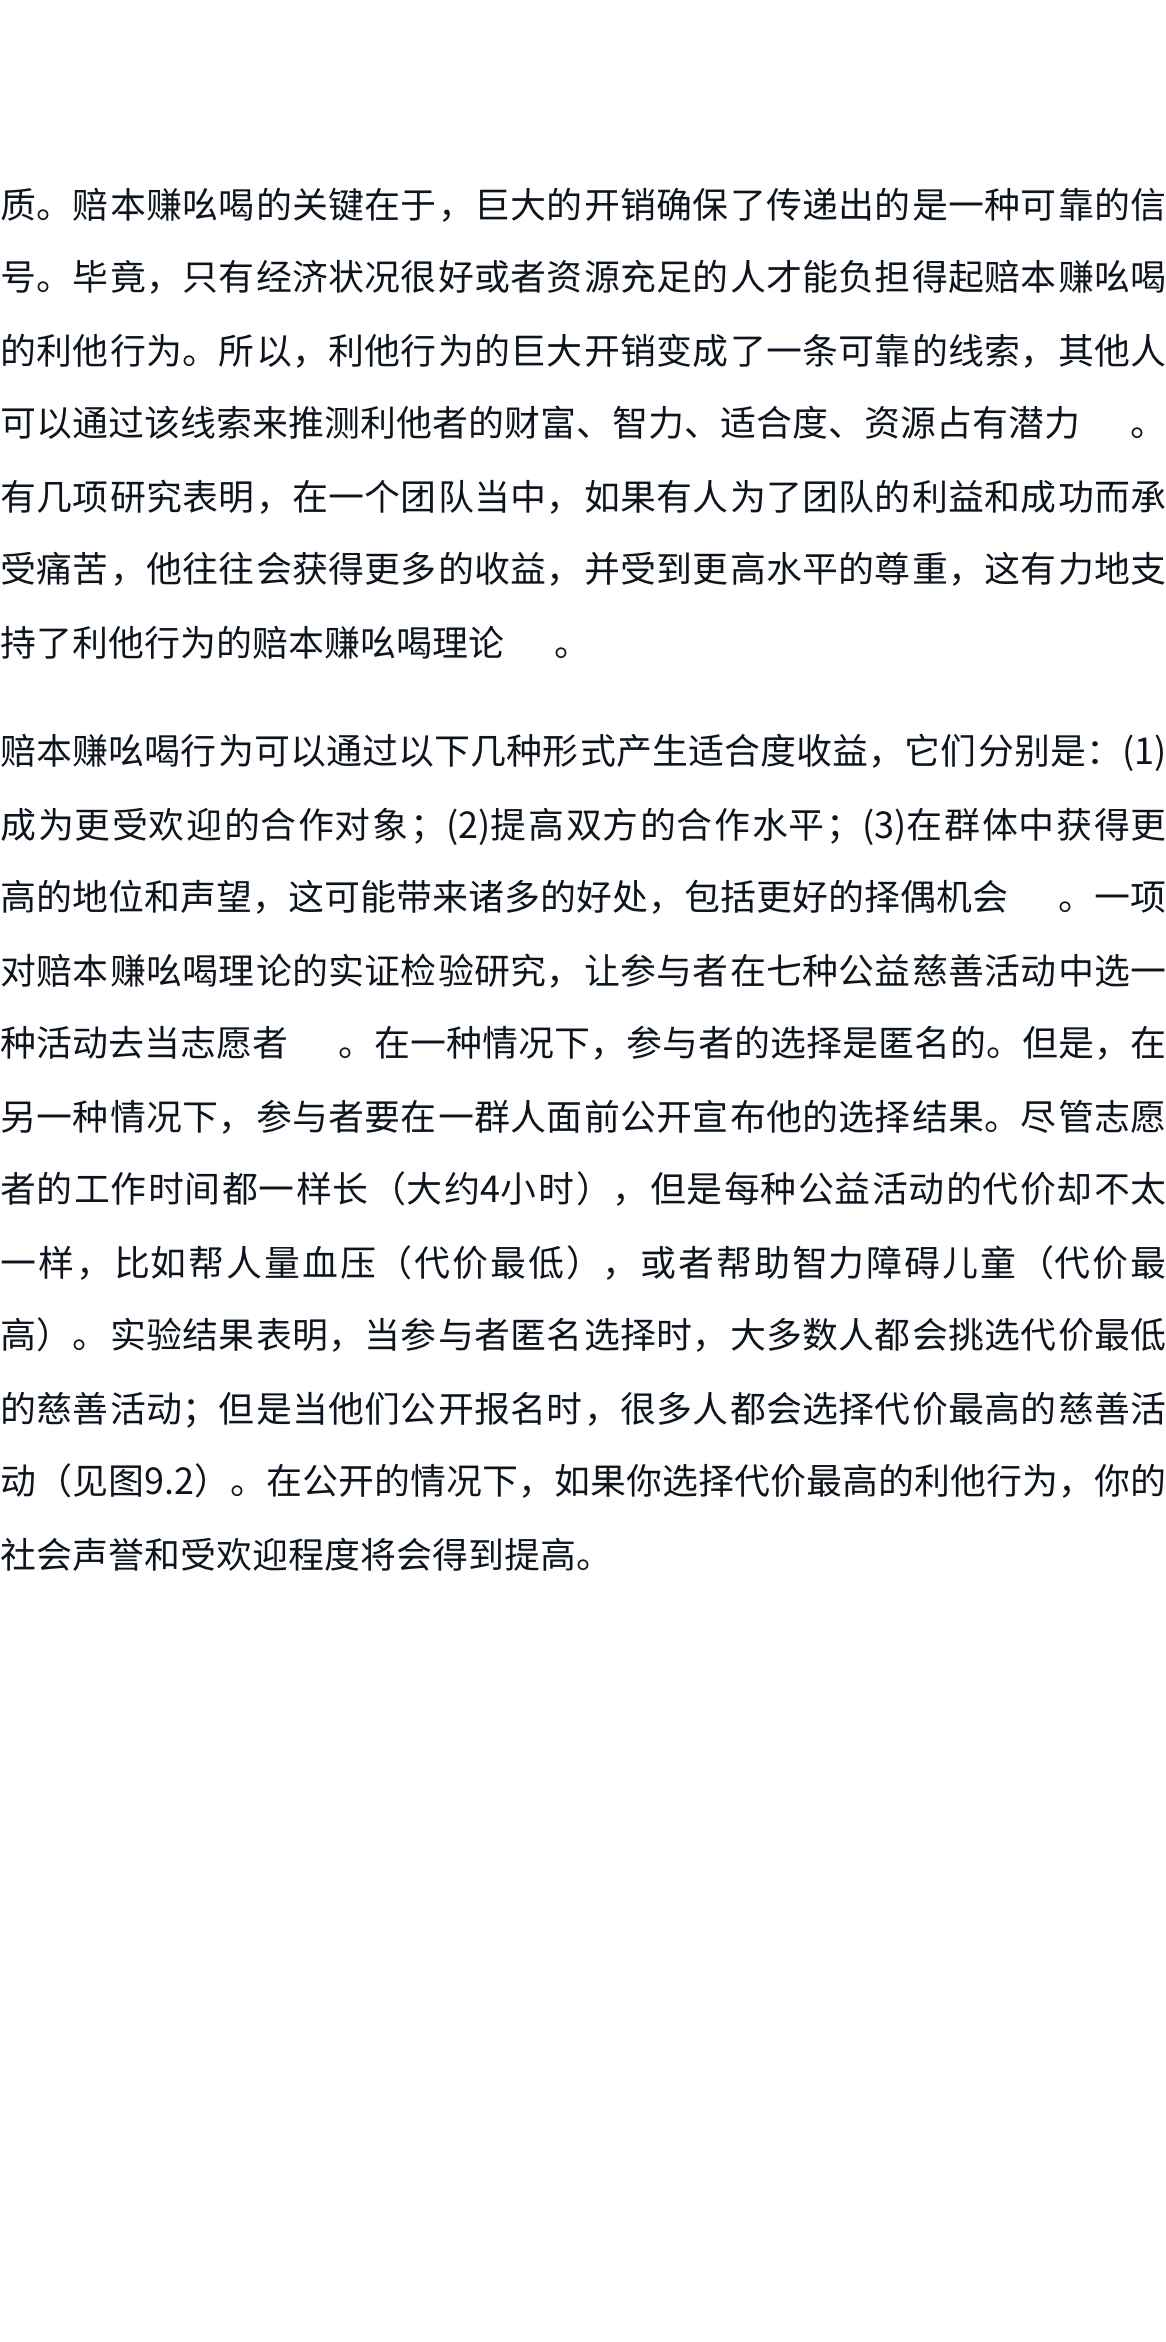 质。赔本赚吆喝的关键在于，巨大的开销确保了传递出的是一种可靠的信
号。毕竟，只有经济状况很好或者资源充足的人才能负担得起赔本赚吆喝
的利他行为。所以，利他行为的巨大开销变成了一条可靠的线索，其他人
可以通过该线索来推测利他者的财富、智力、适合度、资源占有潜力 。
有几项研究表明，在一个团队当中，如果有人为了团队的利益和成功而承
受痛苦，他往往会获得更多的收益，并受到更高水平的尊重，这有力地支
持了利他行为的赔本赚吆喝理论 。
赔本赚吆喝行为可以通过以下几种形式产生适合度收益，它们分别是：(1)
成为更受欢迎的合作对象；(2)提高双方的合作水平；(3)在群体中获得更
高的地位和声望，这可能带来诸多的好处，包括更好的择偶机会 。一项
对赔本赚吆喝理论的实证检验研究，让参与者在七种公益慈善活动中选一
种活动去当志愿者 。在一种情况下，参与者的选择是匿名的。但是，在
另一种情况下，参与者要在一群人面前公开宣布他的选择结果。尽管志愿
者的工作时间都一样长（大约4小时），但是每种公益活动的代价却不太
一样，比如帮人量血压（代价最低），或者帮助智力障碍儿童（代价最
高）。实验结果表明，当参与者匿名选择时，大多数人都会挑选代价最低
的慈善活动；但是当他们公开报名时，很多人都会选择代价最高的慈善活
动（见图9.2）。在公开的情况下，如果你选择代价最高的利他行为，你的
社会声誉和受欢迎程度将会得到提高。